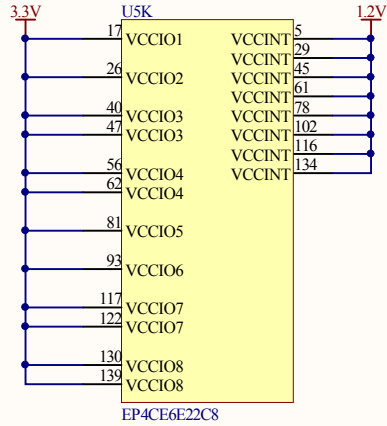 3.3V U5K 1.2V
17 VCCIO1 VCCINT 5
VCCINT 29
26 VCCIO2 VCCINT 45
VCCINT 61
40 VCCIO3 VCCINT 78
47 VCCIO3 VCCINT 102
VCCINT 116
56 VCCIO4 VCCINT 134
62 VCCIO4
81 VCCIO5
93 VCCIO6
117 VCCIO7
122 VCCIO7
130 VCCIO8
139 VCCIO8
EP4CE6E22C8